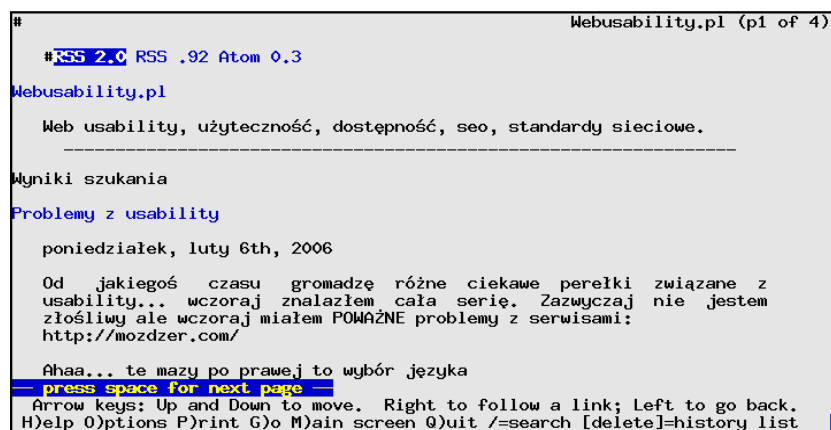 # Webusability.pl (p1 of 4)
#RSS 2.0 RSS .92 Atom 0.3
Webusability.pl
Web usability, użyteczność, dostępność, seo, standardy sieciowe.
Wyniki szukania
Problemy z usability
poniedziałek, luty 6th, 2006
Od jakiegoś czasu gromadzę różne ciekawe perełki związane z
usability... wczoraj znalazłem cała serię. Zazwyczaj nie jestem
złośliwy ale wczoraj miałem POWAŻNE problemy z serwisami:
http://mozdzer.com/
Ahaa... te mazy po prawej to wybór języka
— press space for next page —
Arrow keys: Up and Down to move. Right to follow a link; Left to go back.
H)elp O)ptions P)rint G)o M)ain screen Q)uit /=search [delete]=history list